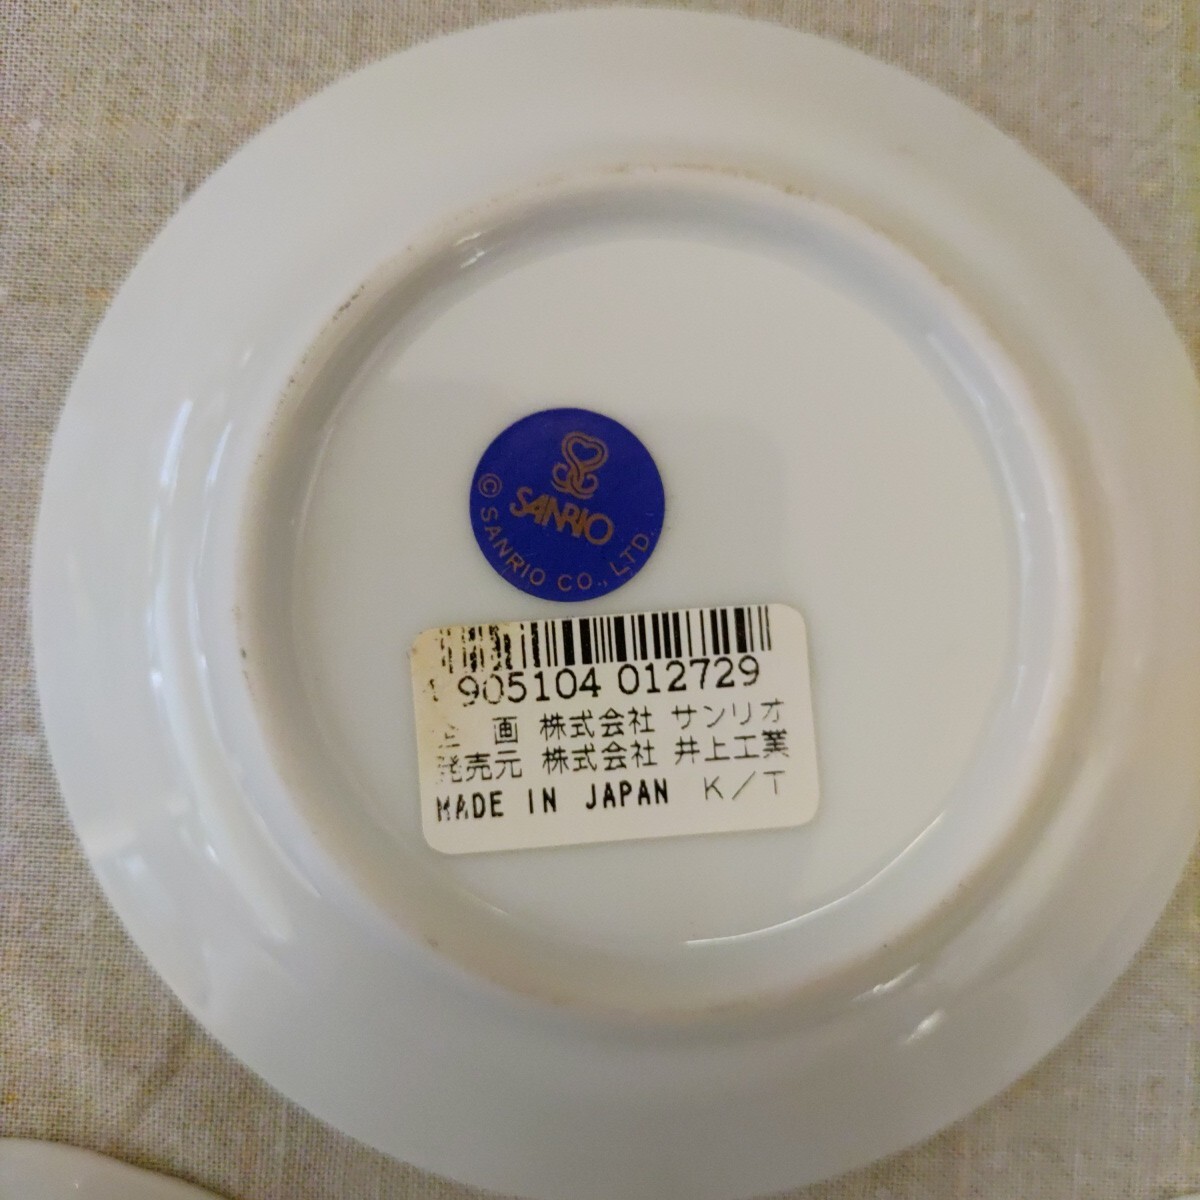 SANRIO
© SANRIO CO., LTD.
905104 012729
画 株式会社 サンリオ
発売元 株式会社 井上工業
MADE IN JAPAN K/T